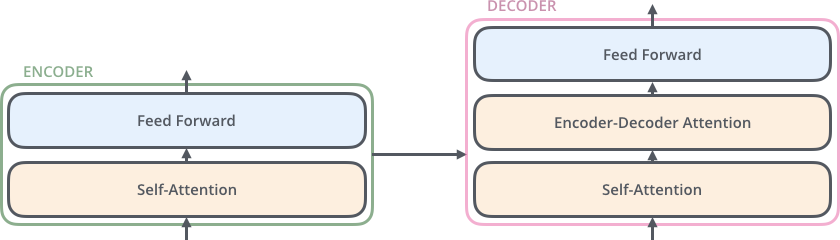 ENCODER
Feed Forward
Self-Attention
DECODER
Feed Forward
Encoder-Decoder Attention
Self-Attention